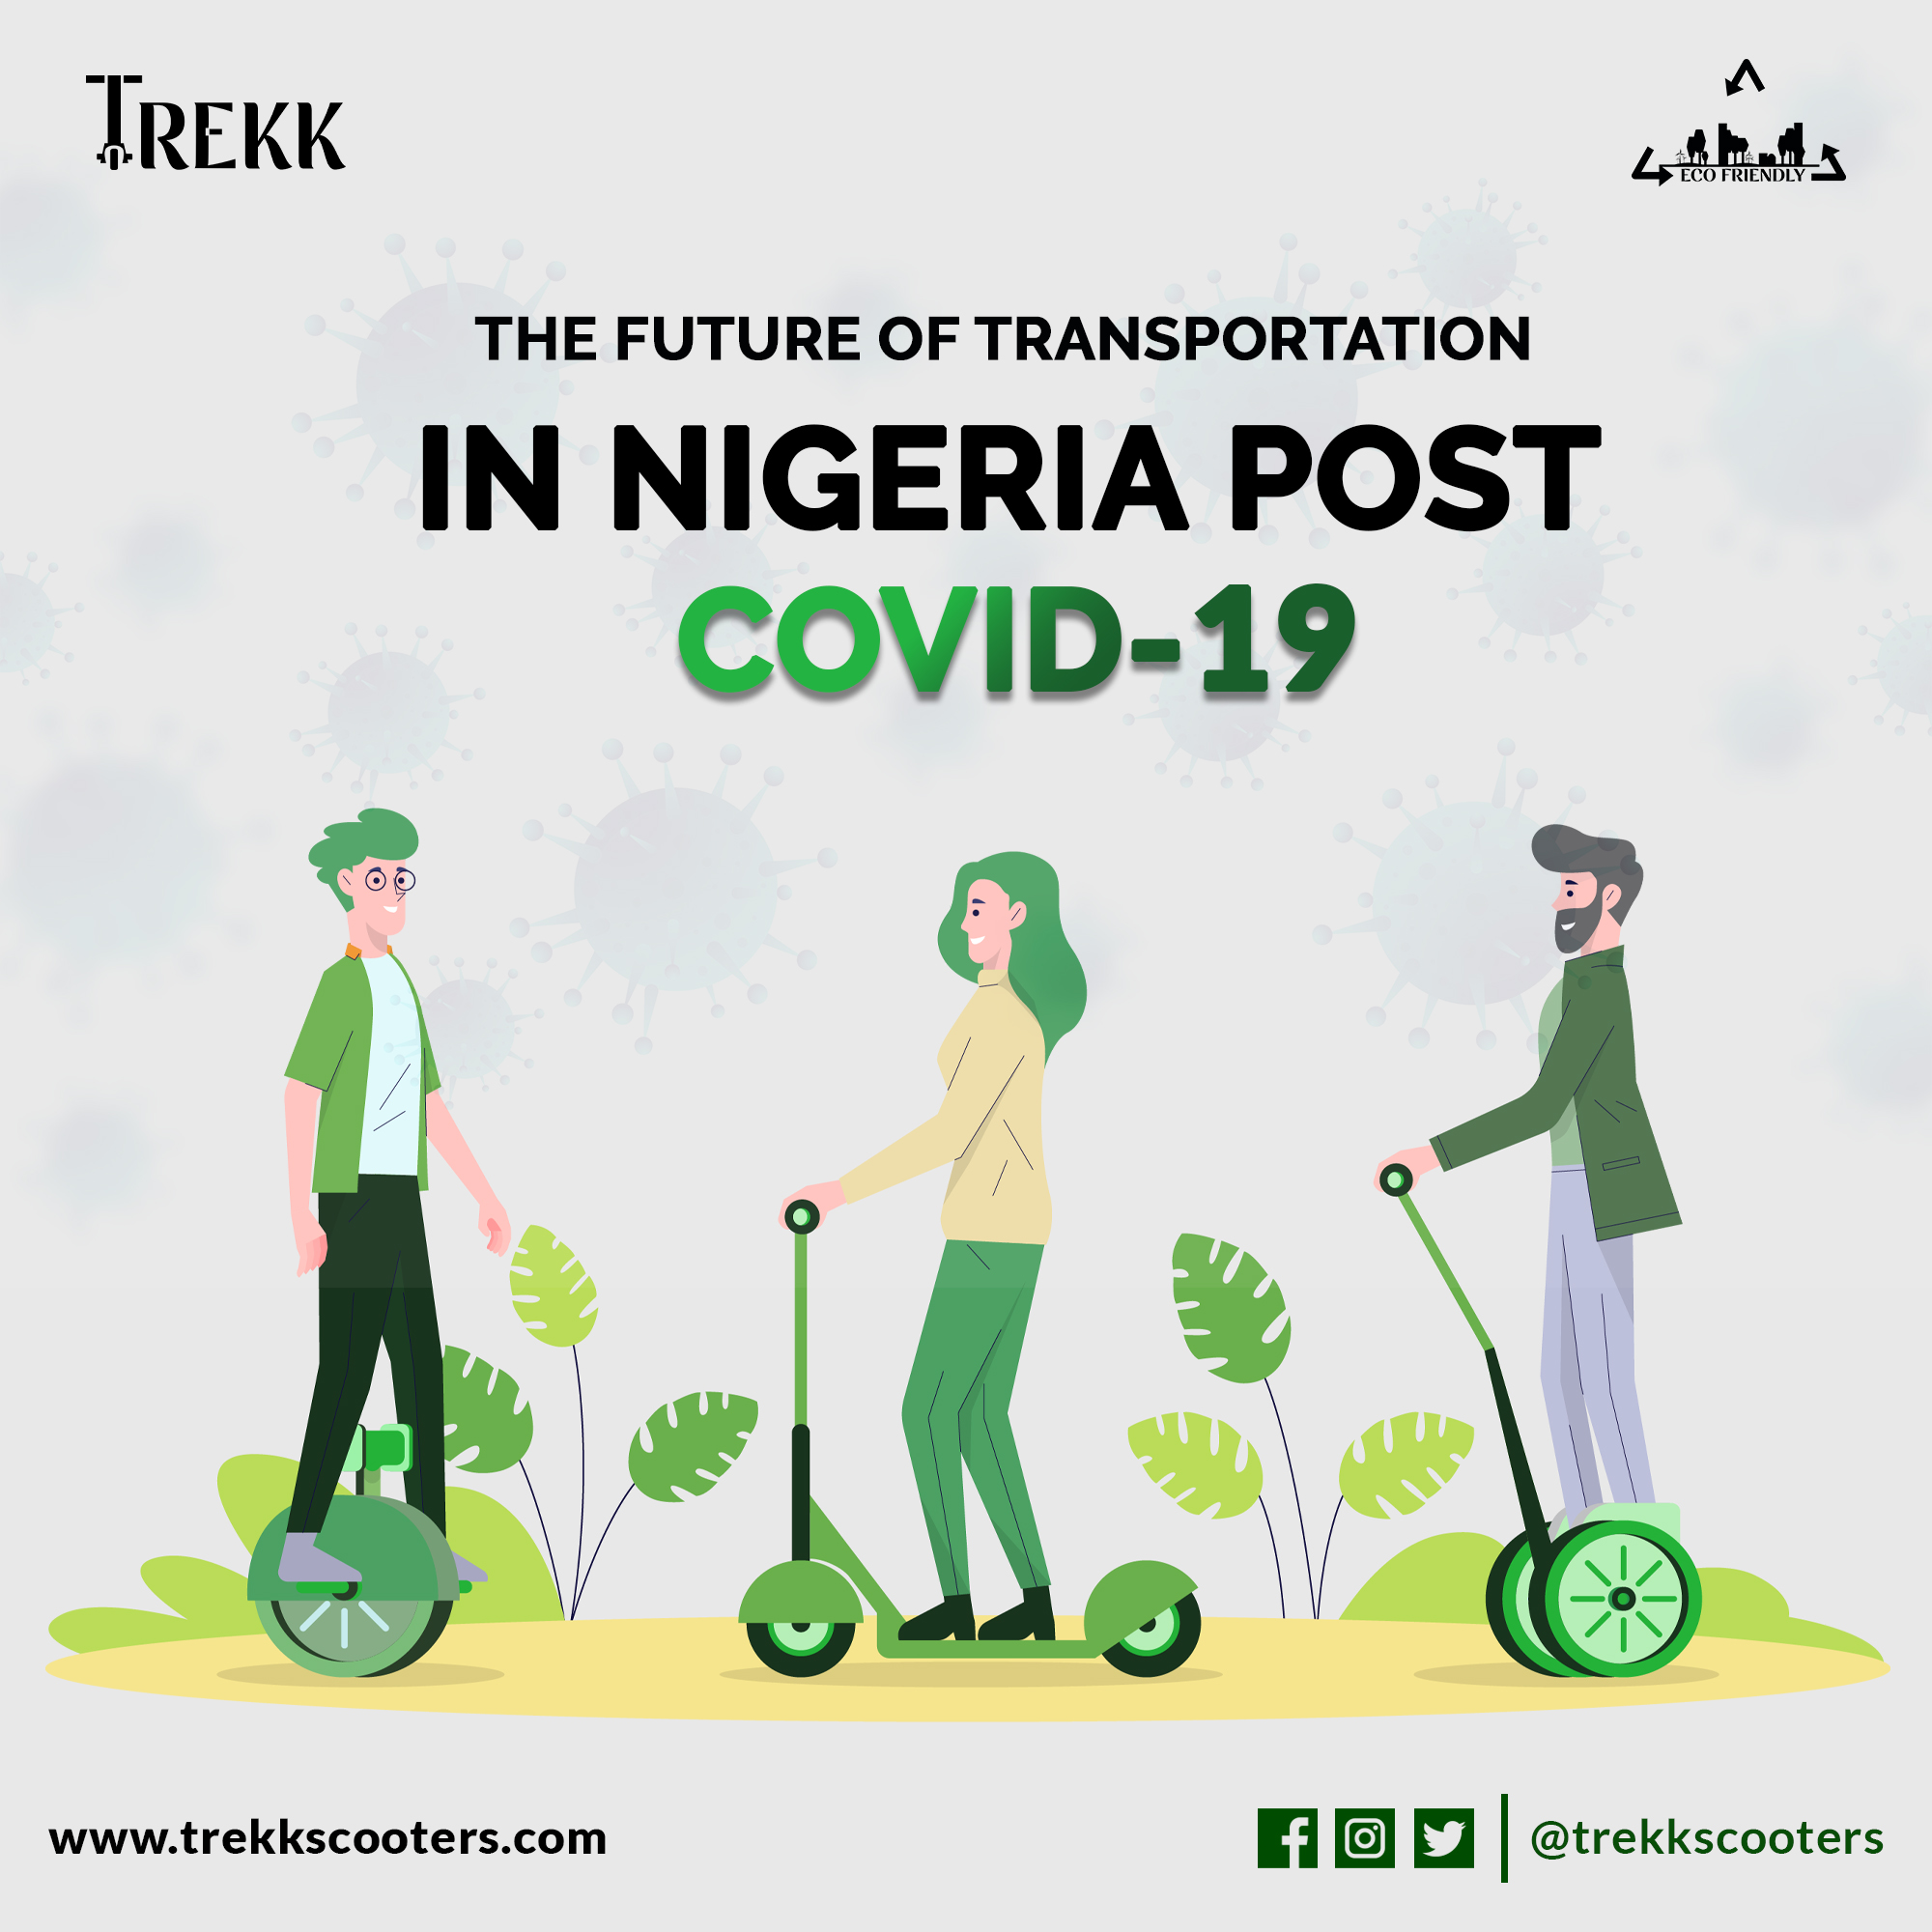 TREKK
ECO FRIENDLY
THE FUTURE OF TRANSPORTATION
IN NIGERIA POST
COVID-19
www.trekkscooters.com
@trekkscooters